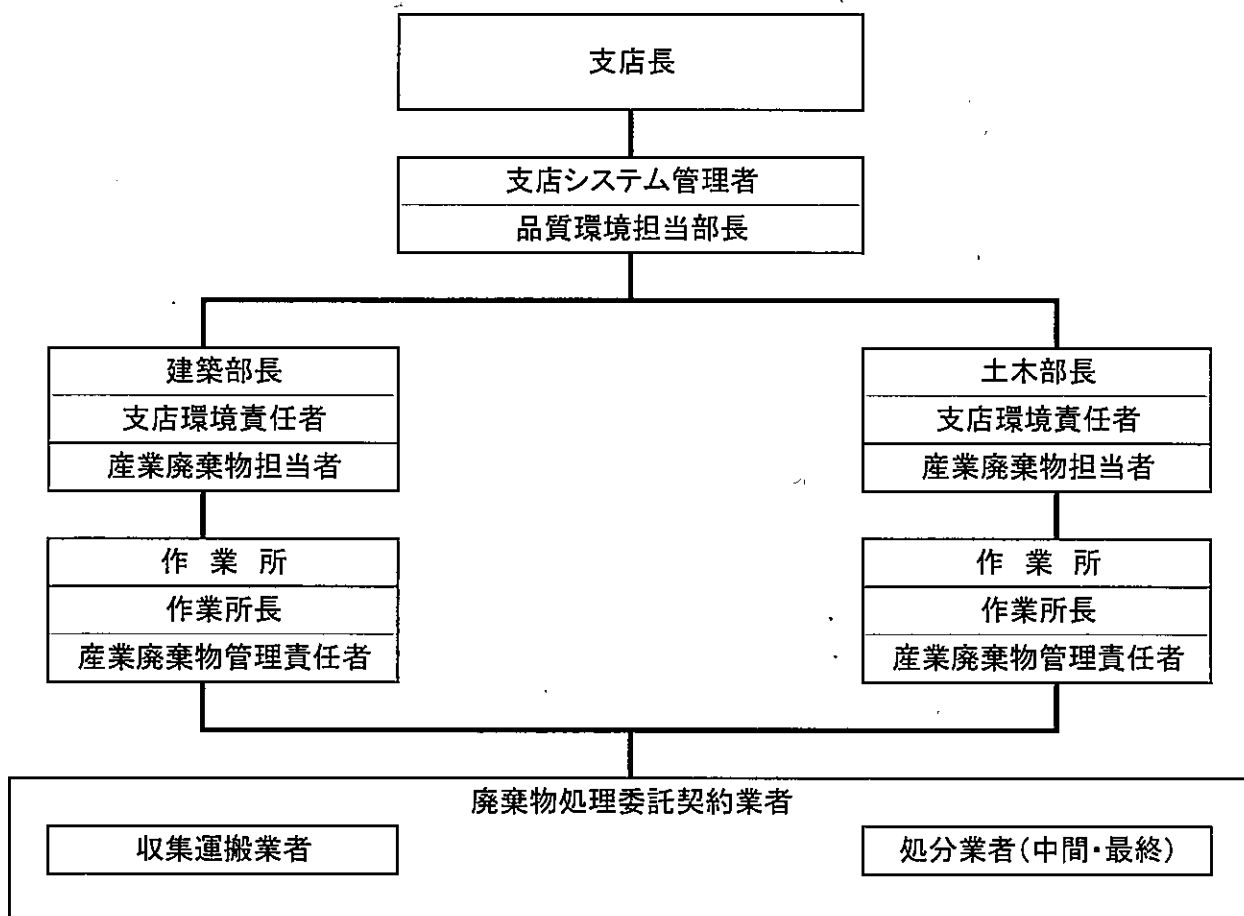 支店長
支店システム管理者
品質環境担当部長
建築部長
支店環境責任者
産業廃棄物担当者
土木部長
支店環境責任者
産業廃棄物担当者
作 業 所
作業所長
産業廃棄物管理責任者
作 業 所
作業所長
産業廃棄物管理責任者
廃棄物処理委託契約業者
収集運搬業者
処分業者(中間・最終)